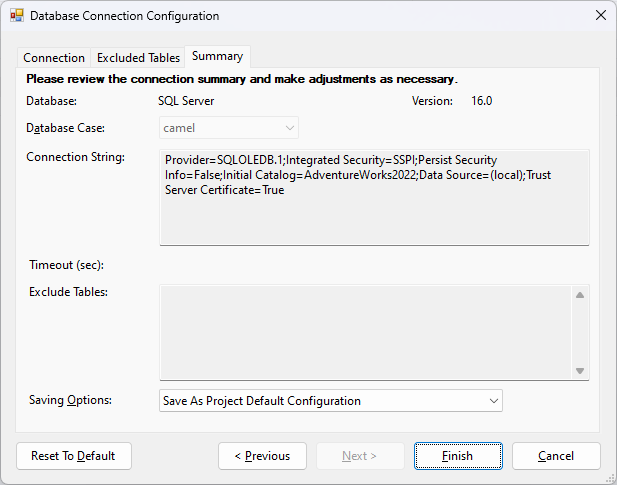 Database Connection Configuration
Connection Excluded Tables Summary
Please review the connection summary and make adjustments as necessary.
Database: SQL Server Version: 16.0
Database Case: camel
Connection String: Provider=SQLOLEDB.1;Integrated Security=SSPI;Persist Security
Info=False;Initial Catalog=AdventureWorks2022;Data Source=(local);Trust
Server Certificate=True
Timeout (sec):
Exclude Tables:
Saving Options: Save As Project Default Configuration
Reset To Default < Previous Next > Finish Cancel